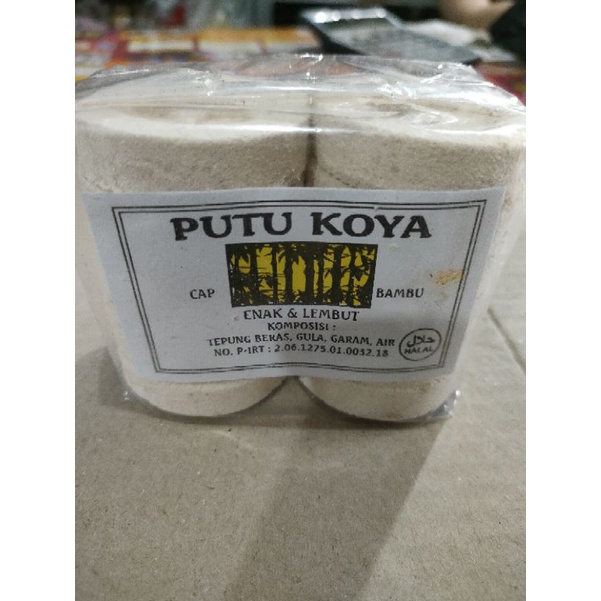 PUTU KOYA
CAP BAMBU
ENAK & LEMBUT
KOMPOSISI :
TEPUNG BERAS, GULA, GARAM, AIR
NO. P-IRT : 2.06.1275.01.0032.18
حلال
HALAL